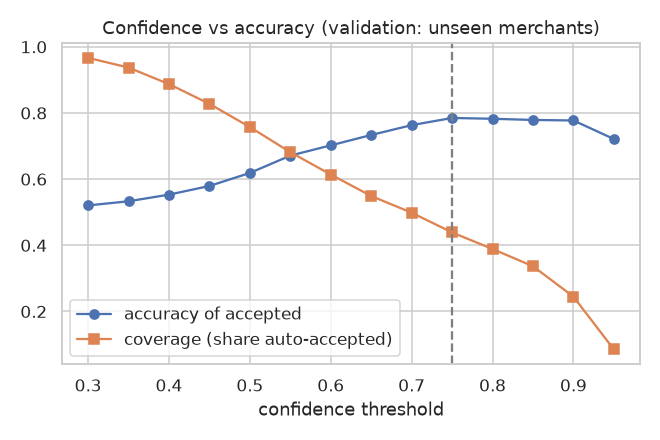 Confidence vs accuracy (validation: unseen merchants)
1.0
0.8
0.6
0.4
0.2
accuracy of accepted
coverage (share auto-accepted)
0.3 0.4 0.5 0.6 0.7 0.8 0.9
confidence threshold